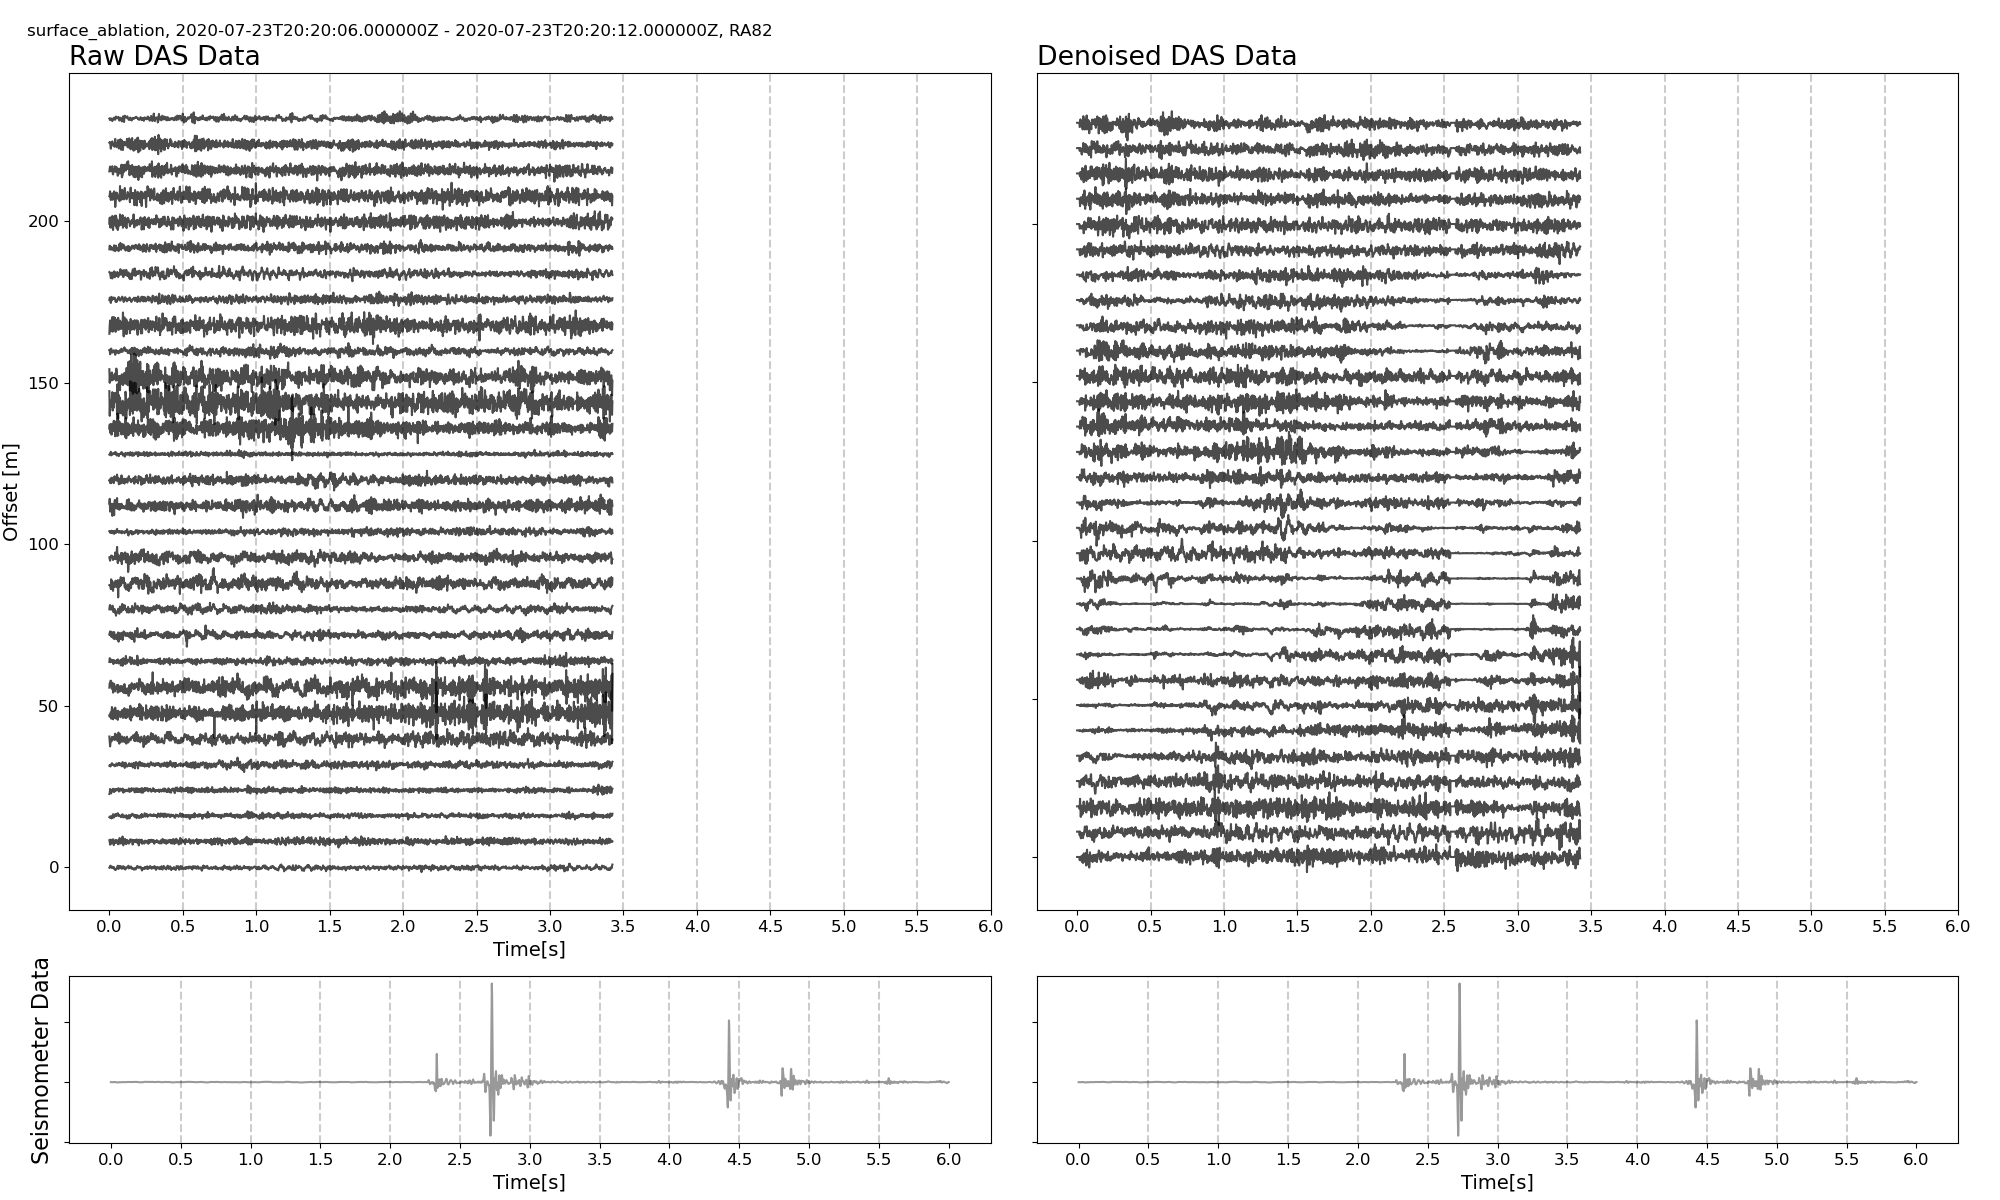 surface_ablation, 2020-07-23T20:20:06.000000Z - 2020-07-23T20:20:12.000000Z, RA82
Raw DAS Data
Denoised DAS Data
200
150
100
50
0
Offset [m]
0.0 0.5 1.0 1.5 2.0 2.5 3.0 3.5 4.0 4.5 5.0 5.5 6.0
Time[s]
0.0 0.5 1.0 1.5 2.0 2.5 3.0 3.5 4.0 4.5 5.0 5.5 6.0
Seismometer Data
0.0 0.5 1.0 1.5 2.0 2.5 3.0 3.5 4.0 4.5 5.0 5.5 6.0
Time[s]
0.0 0.5 1.0 1.5 2.0 2.5 3.0 3.5 4.0 4.5 5.0 5.5 6.0
Time[s]